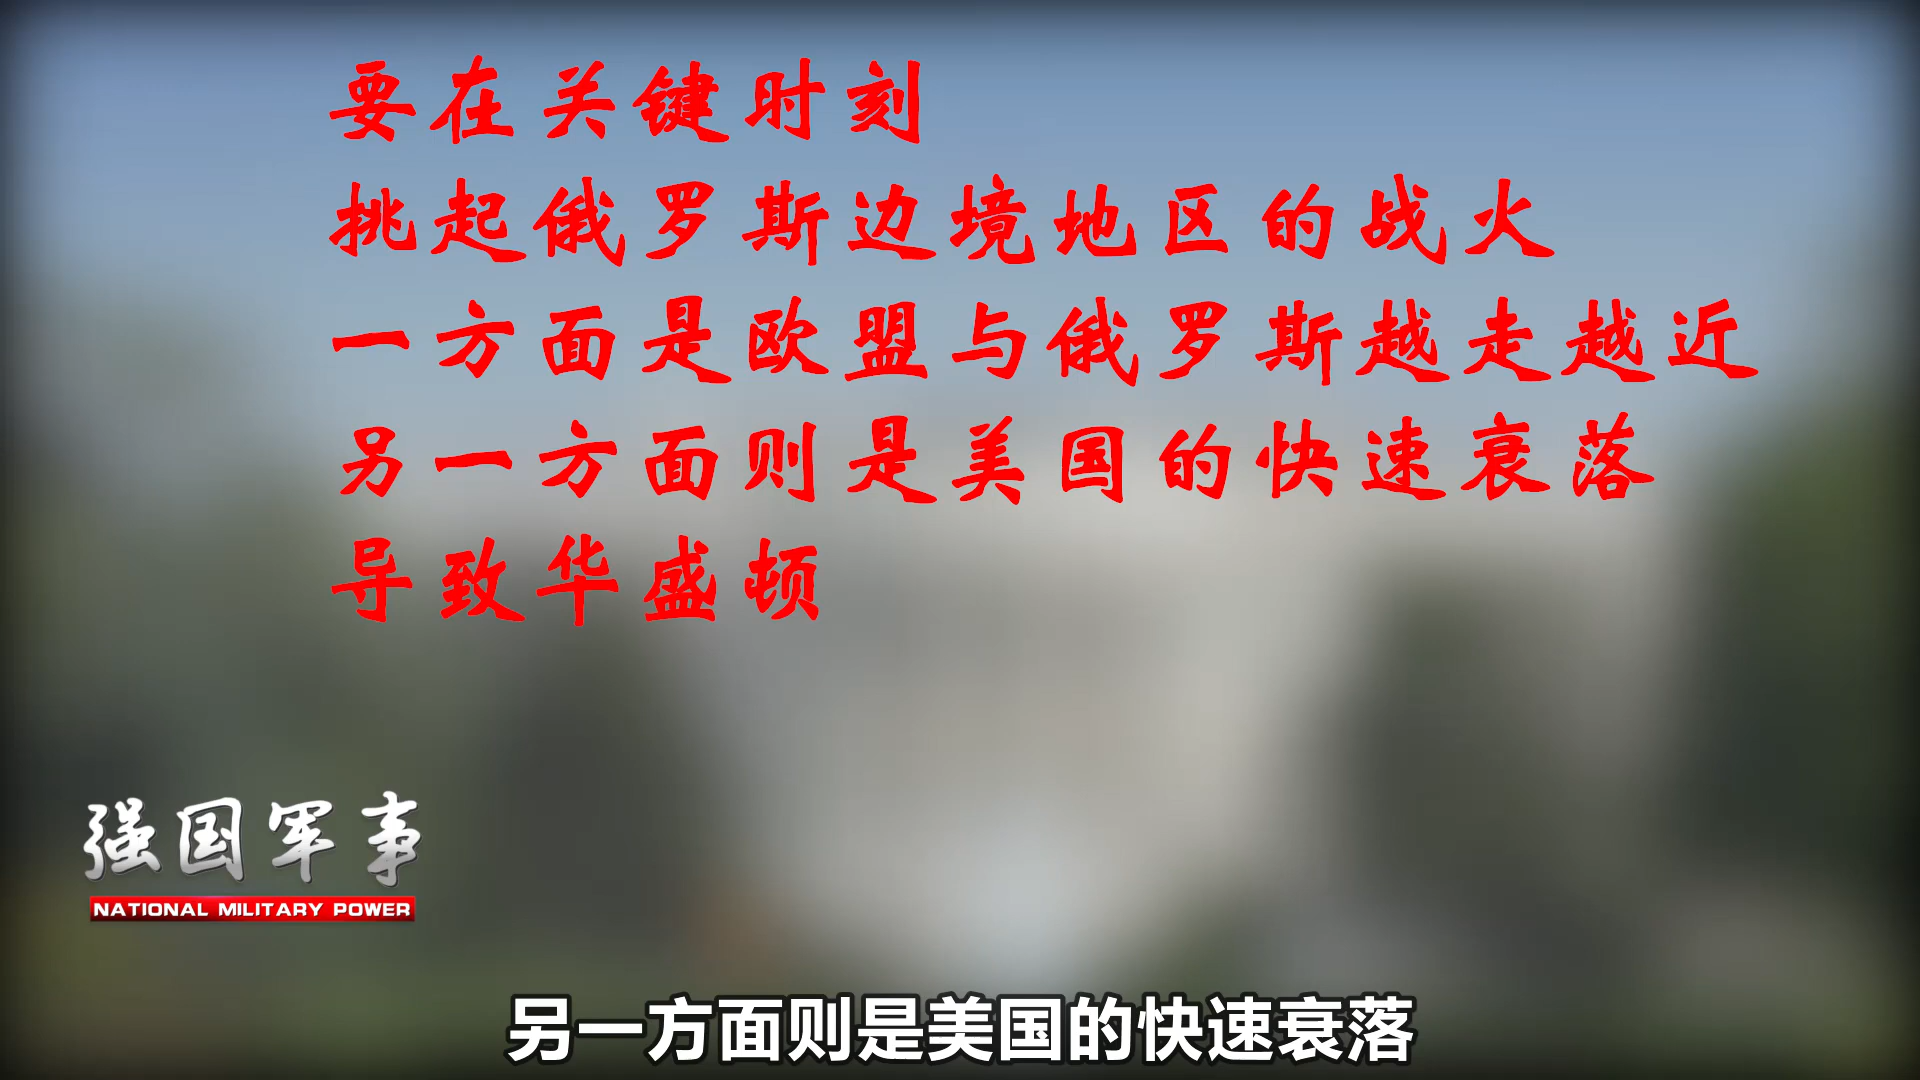 要在关键时刻
挑起俄罗斯边境地区的战火
一方面是欧盟与俄罗斯越走越近
另一方面则是美国的快速衰落
导致华盛顿
强国军事
NATIONAL MILITARY POWER
另一方面则是美国的快速衰落